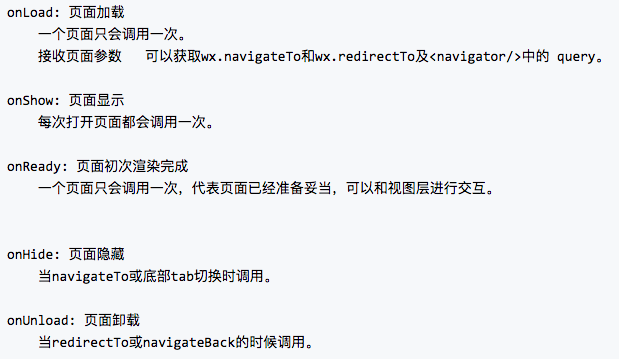 onLoad: 页面加载
一个页面只会调用一次。
接收页面参数 可以获取wx.navigateTo和wx.redirectTo及<navigator/>中的 query。
onShow: 页面显示
每次打开页面都会调用一次。
onReady: 页面初次渲染完成
一个页面只会调用一次，代表页面已经准备妥当，可以和视图层进行交互。
onHide: 页面隐藏
当navigateTo或底部tab切换时调用。
onUnload: 页面卸载
当redirectTo或navigateBack的时候调用。